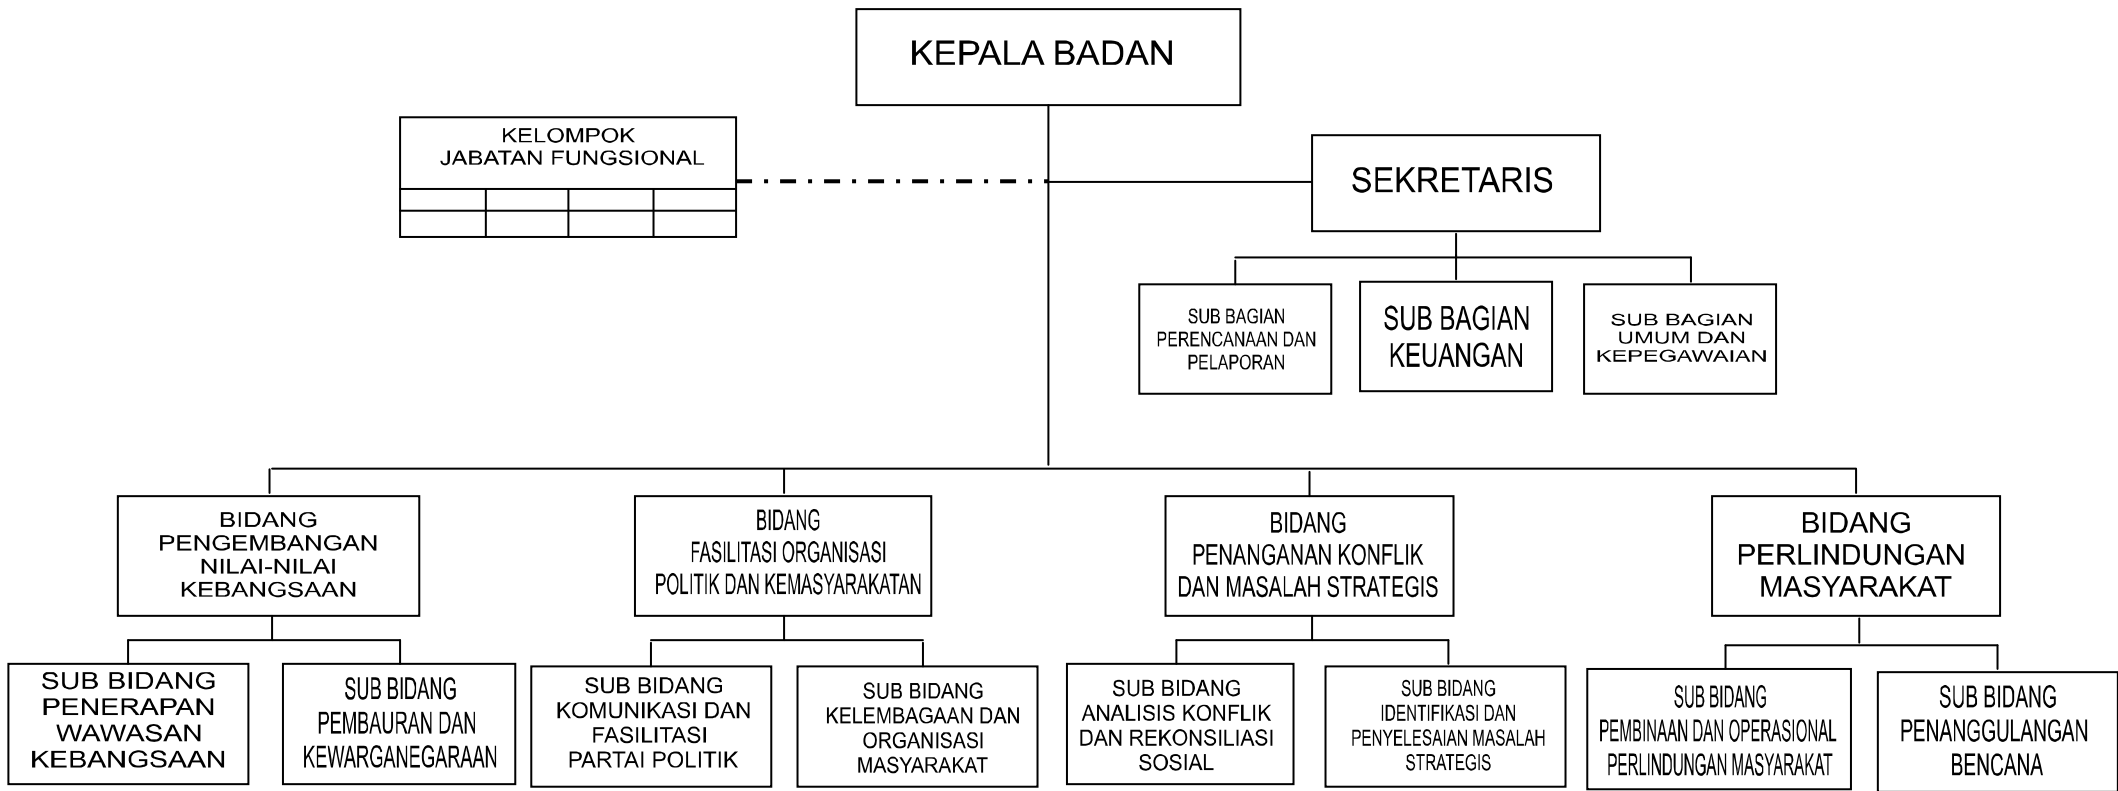 KEPALA BADAN
KELOMPOK
JABATAN FUNGSIONAL
SEKRETARIS
SUB BAGIAN
PERENCANAAN DAN
PELAPORAN
SUB BAGIAN
KEUANGAN
SUB BAGIAN
UMUM DAN
KEPEGAWAIAN
BIDANG
PENGEMBANGAN
NILAI-NILAI
KEBANGSAAN
BIDANG
FASILITASI ORGANISASI
POLITIK DAN KEMASYARAKATAN
BIDANG
PENANGANAN KONFLIK
DAN MASALAH STRATEGIS
BIDANG
PERLINDUNGAN
MASYARAKAT
SUB BIDANG
PENERAPAN
WAWASAN
KEBANGSAAN
SUB BIDANG
PEMBAURAN DAN
KEWARGANEGARAAN
SUB BIDANG
KOMUNIKASI DAN
FASILITASI
PARTAI POLITIK
SUB BIDANG
KELEMBAGAAN DAN
ORGANISASI
MASYARAKAT
SUB BIDANG
ANALISIS KONFLIK
DAN REKONSILIASI
SOSIAL
SUB BIDANG
IDENTIFIKASI DAN
PENYELESAIAN MASALAH
STRATEGIS
SUB BIDANG
PEMBINAAN DAN OPERASIONAL
PERLINDUNGAN MASYARAKAT
SUB BIDANG
PENANGGULANGAN
BENCANA